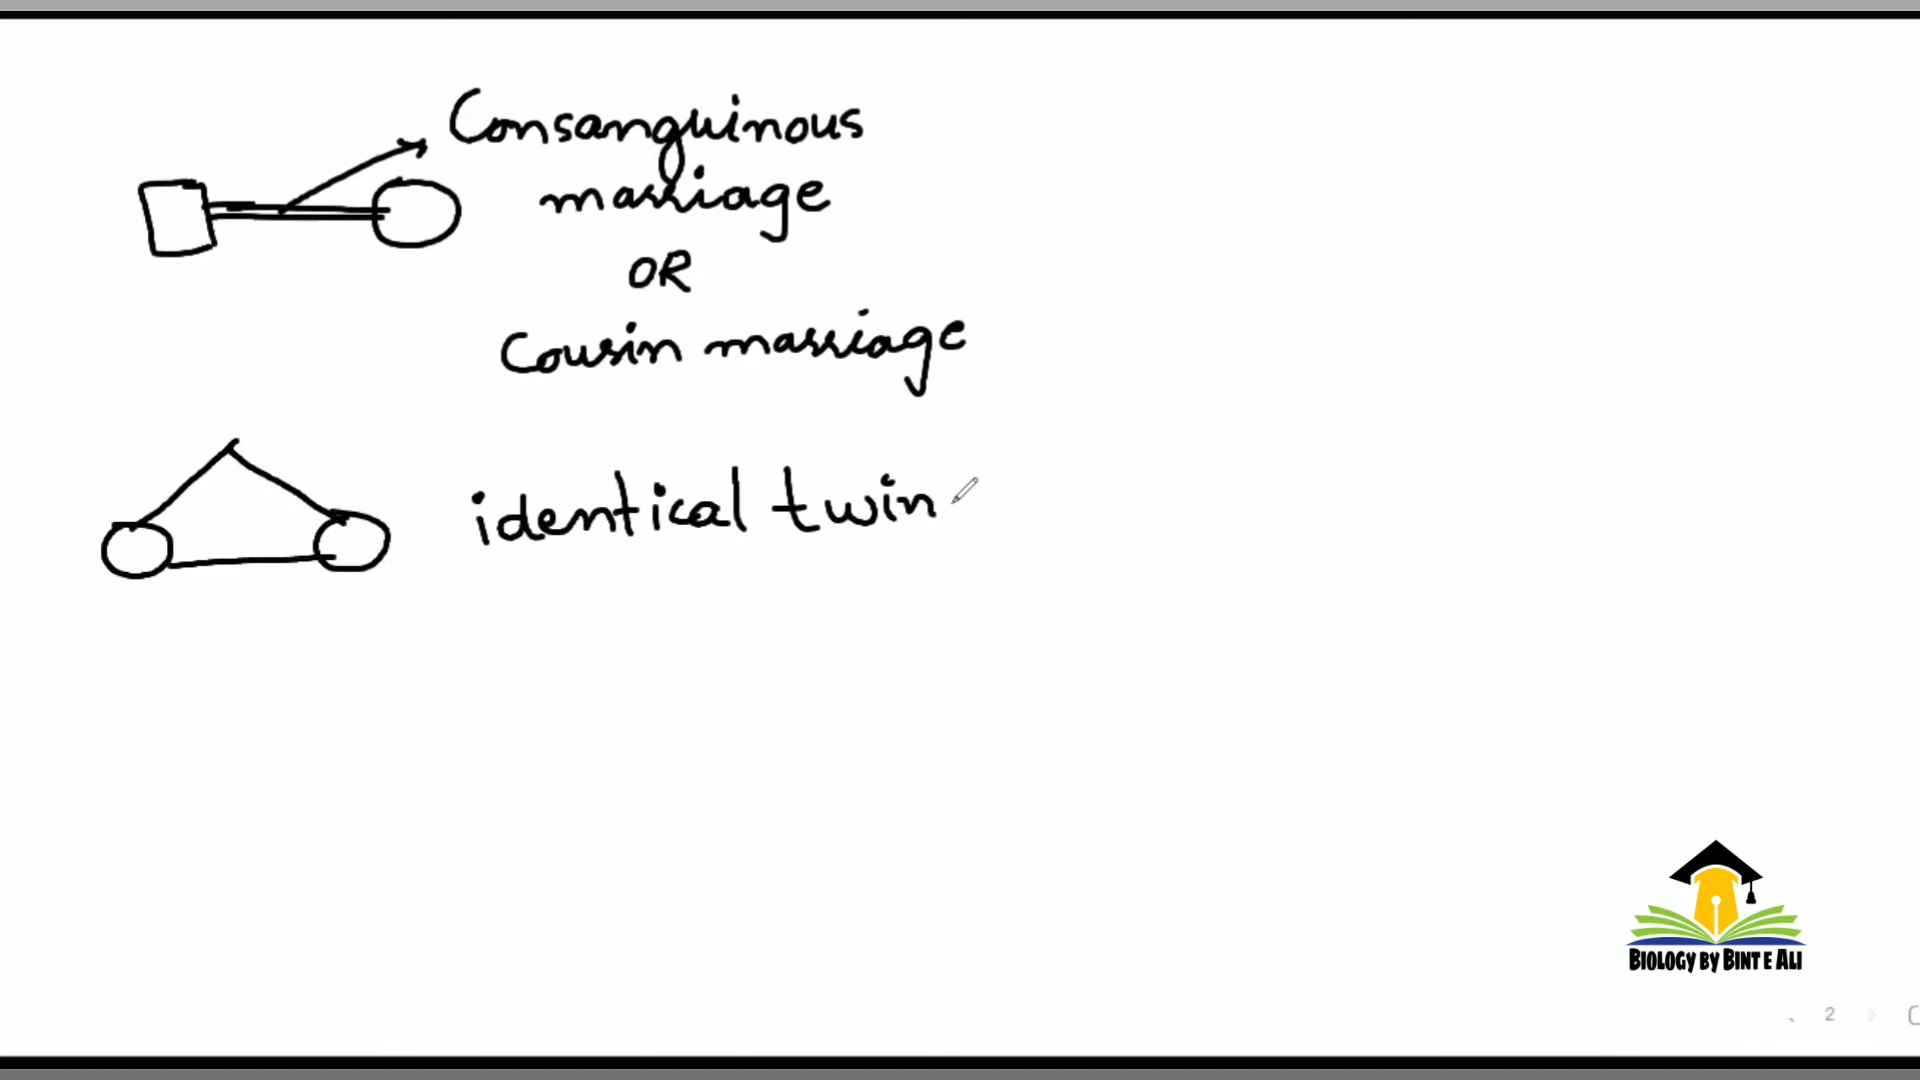 Consanguinous
marriage
OR
Cousin marriage
identical twin
BIOLOGY BY BINT E ALI
2